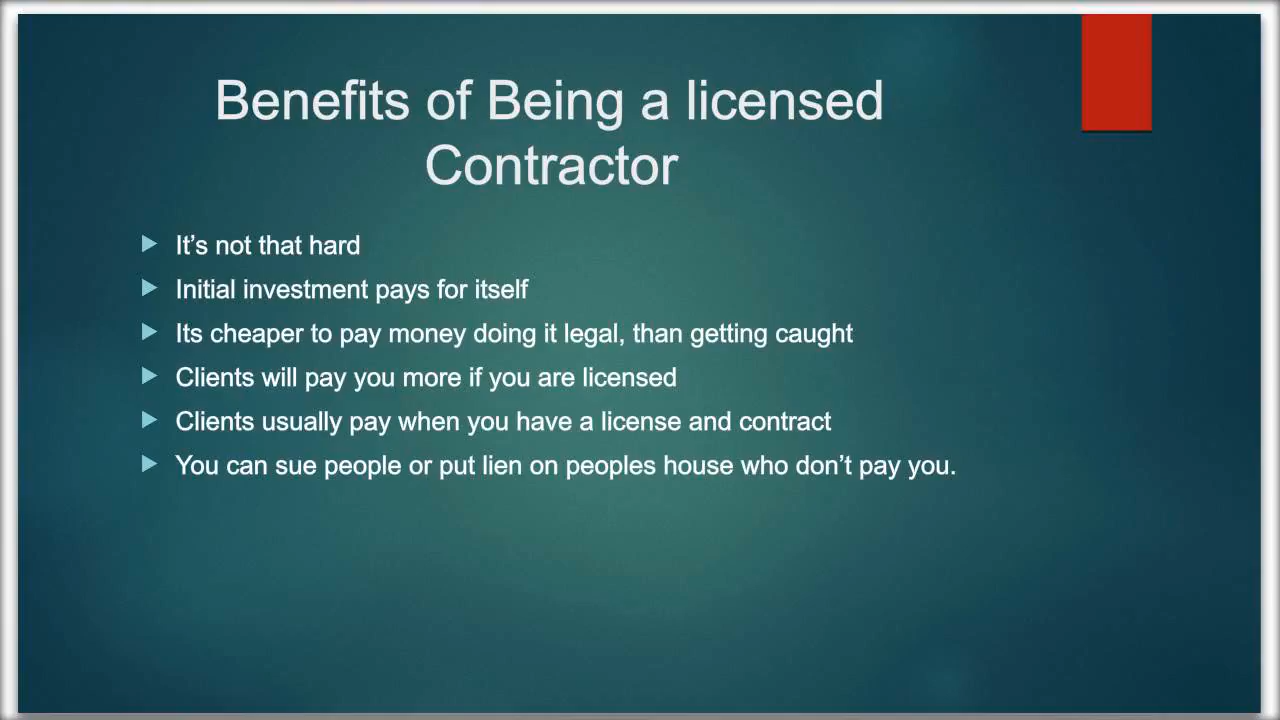 Benefits of Being a licensed
Contractor
It’s not that hard
Initial investment pays for itself
Its cheaper to pay money doing it legal, than getting caught
Clients will pay you more if you are licensed
Clients usually pay when you have a license and contract
You can sue people or put lien on peoples house who don’t pay you.